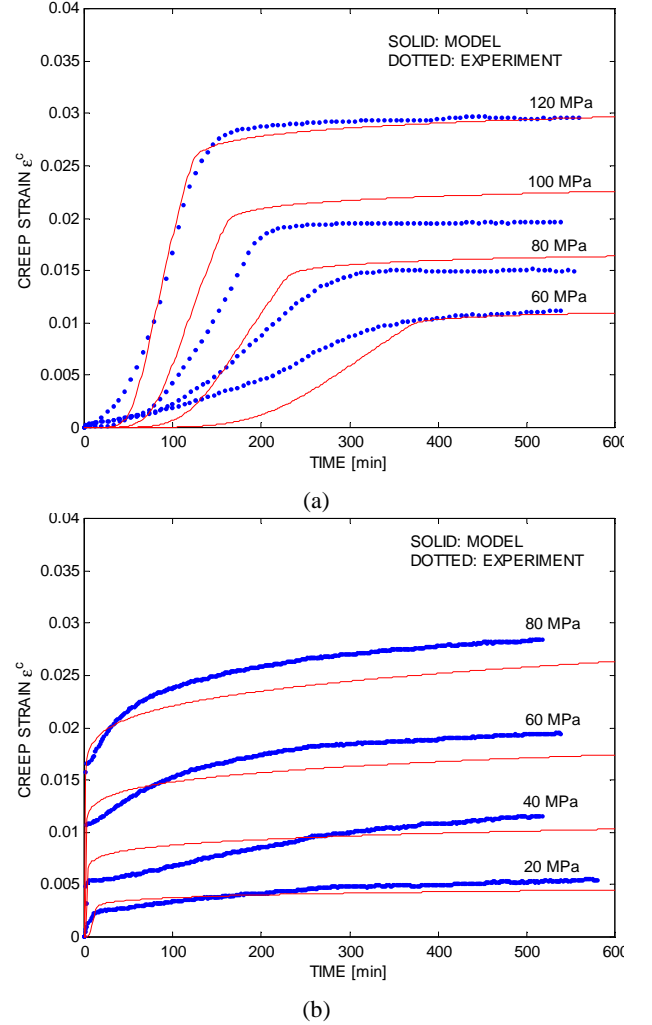 0.04
SOLID: MODEL
DOTTED: EXPERIMENT
0.035
120 MPa
0.03
0.025
100 MPa
CREEP STRAIN εᶜ
0.02
80 MPa
0.015
60 MPa
0.01
0.005
0
0 100 200 300 400 500 600
TIME [min]
(a)
0.04
SOLID: MODEL
DOTTED: EXPERIMENT
0.035
80 MPa
0.03
0.025
60 MPa
CREEP STRAIN εᶜ
0.02
0.015
40 MPa
0.01
20 MPa
0.005
0
0 100 200 300 400 500 600
TIME [min]
(b)